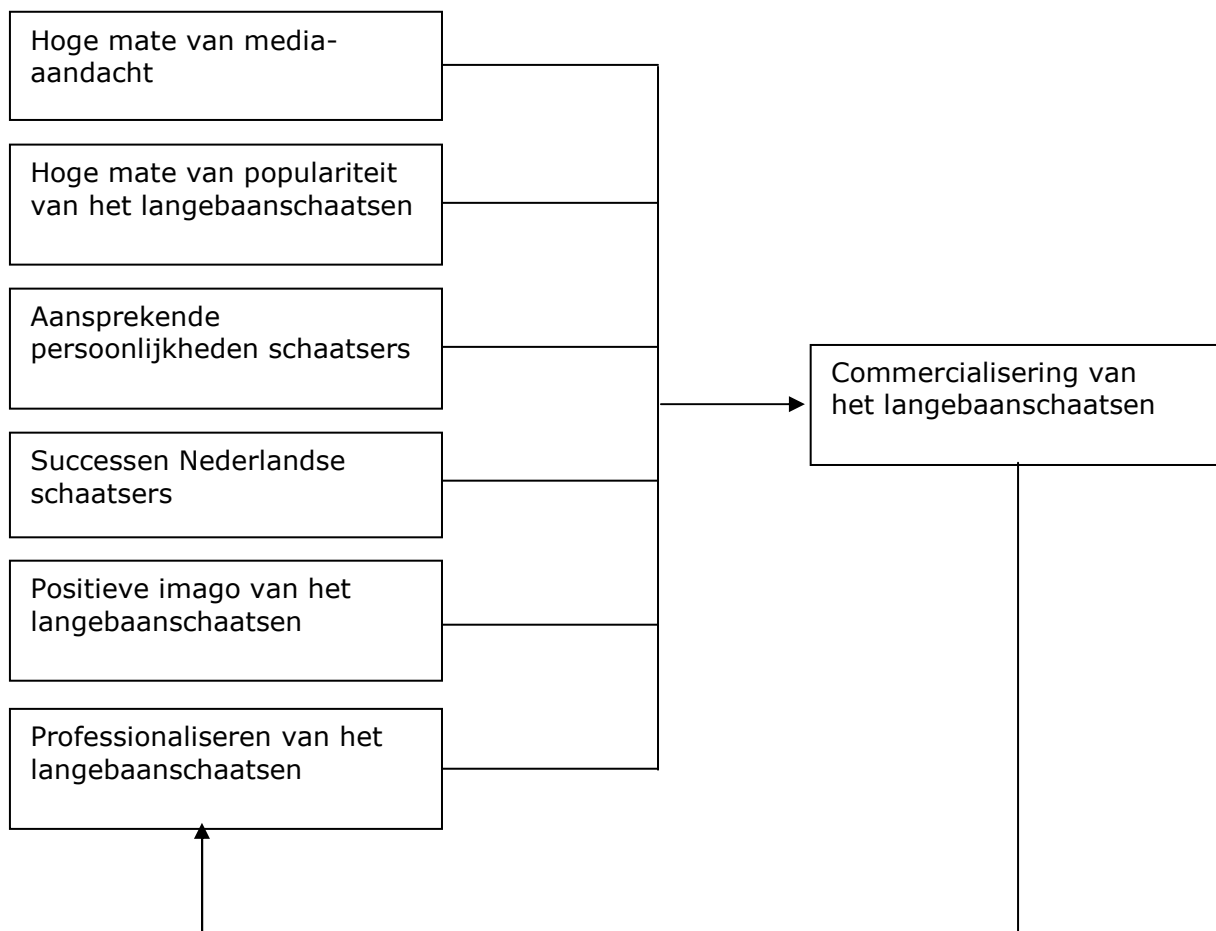 Hoge mate van media-
aandacht
Hoge mate van populariteit
van het langebaanschaatsen
Aansprekende
persoonlijkheden schaatsers
Successen Nederlandse
schaatsers
Positieve imago van het
langebaanschaatsen
Professionaliseren van het
langebaanschaatsen
Commercialisering van
het langebaanschaatsen